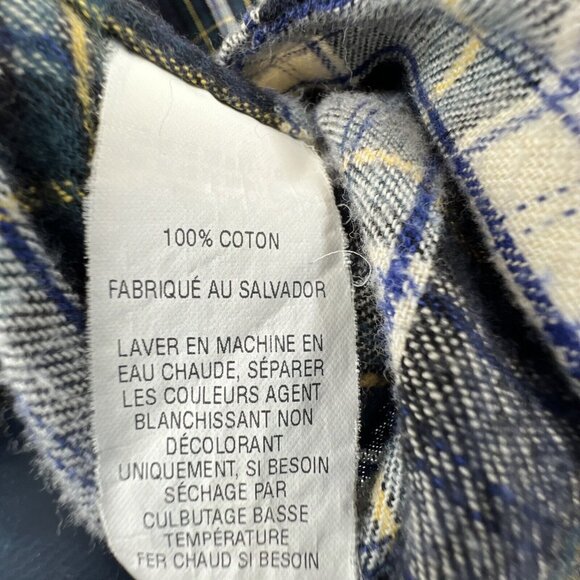 100% COTON
FABRIQUÉ AU SALVADOR
LAVER EN MACHINE EN
EAU CHAUDE, SÉPARER
LES COULEURS AGENT
BLANCHISSANT NON
DÉCOLORANT
UNIQUEMENT, SI BESOIN
SÉCHAGE PAR
CULBUTAGE BASSE
TEMPÉRATURE
FER CHAUD SI BESOIN